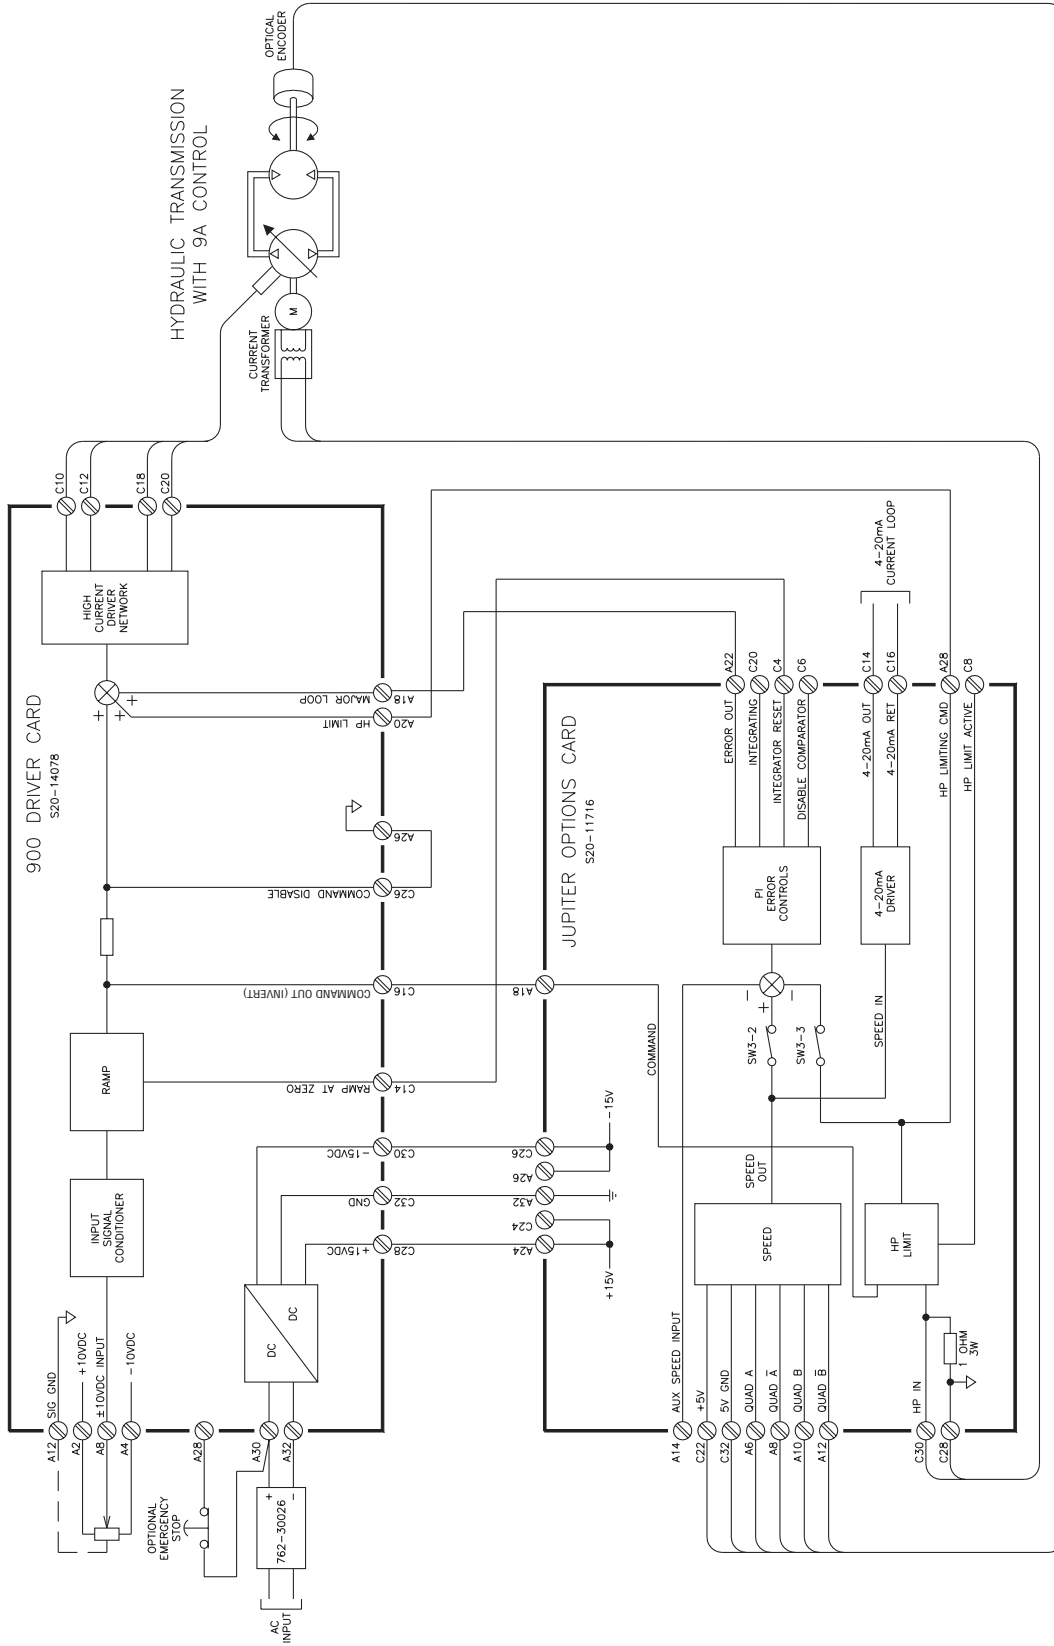 HYDRAULIC TRANSMISSION
WITH 9A CONTROL
OPTICAL
ENCODER
CURRENT
TRANSFORMER
M
900 DRIVER CARD
S20-14078
A12
SIG GND
A2
+10VDC
A8
±10VDC INPUT
A4
-10VDC
INPUT
SIGNAL
CONDITIONER
RAMP
HIGH
CURRENT
DRIVER
NETWORK
+
+
+
C10
C12
C18
C20
OPTIONAL
EMERGENCY
STOP
A28
A30
A32
AC
INPUT
762-30026
+
-
DC
DC
+15VDC
C28
GND
C32
-15VDC
C30
RAMP AT ZERO
C14
COMMAND OUT (INVERT)
C16
COMMAND DISABLE
C26
A26
HP LIMIT
A20
MAJOR LOOP
A18
JUPITER OPTIONS CARD
S20-11716
A24
C24
A32
A26
C26
A18
+15V
-15V
COMMAND
A14
AUX SPEED INPUT
C22
+5V
C32
5V GND
A6
QUAD A
A8
QUAD A̅
A10
QUAD B
A12
QUAD B̅
C30
HP IN
C28
1 OHM
3W
SPEED
SPEED
OUT
HP
LIMIT
SW3-2
SW3-3
+
-
-
SPEED IN
PI
ERROR
CONTROLS
4-20mA
DRIVER
ERROR OUT
A22
INTEGRATING
C20
INTEGRATOR RESET
C4
DISABLE COMPARATOR
C6
4-20mA OUT
C14
4-20mA RET
C16
4-20mA
CURRENT LOOP
HP LIMITING CMD
A28
HP LIMIT ACTIVE
C8